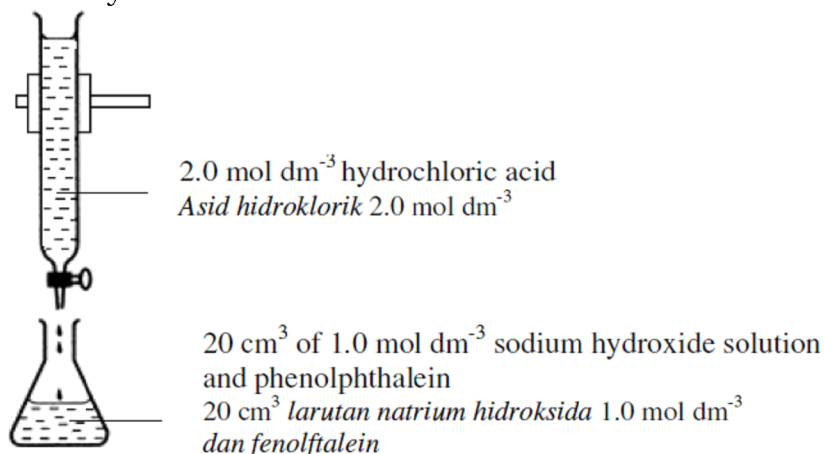 2.0 mol dm⁻³ hydrochloric acid
Asid hidroklorik 2.0 mol dm⁻³
20 cm³ of 1.0 mol dm⁻³ sodium hydroxide solution
and phenolphthalein
20 cm³ larutan natrium hidroksida 1.0 mol dm⁻³
dan fenolftalein